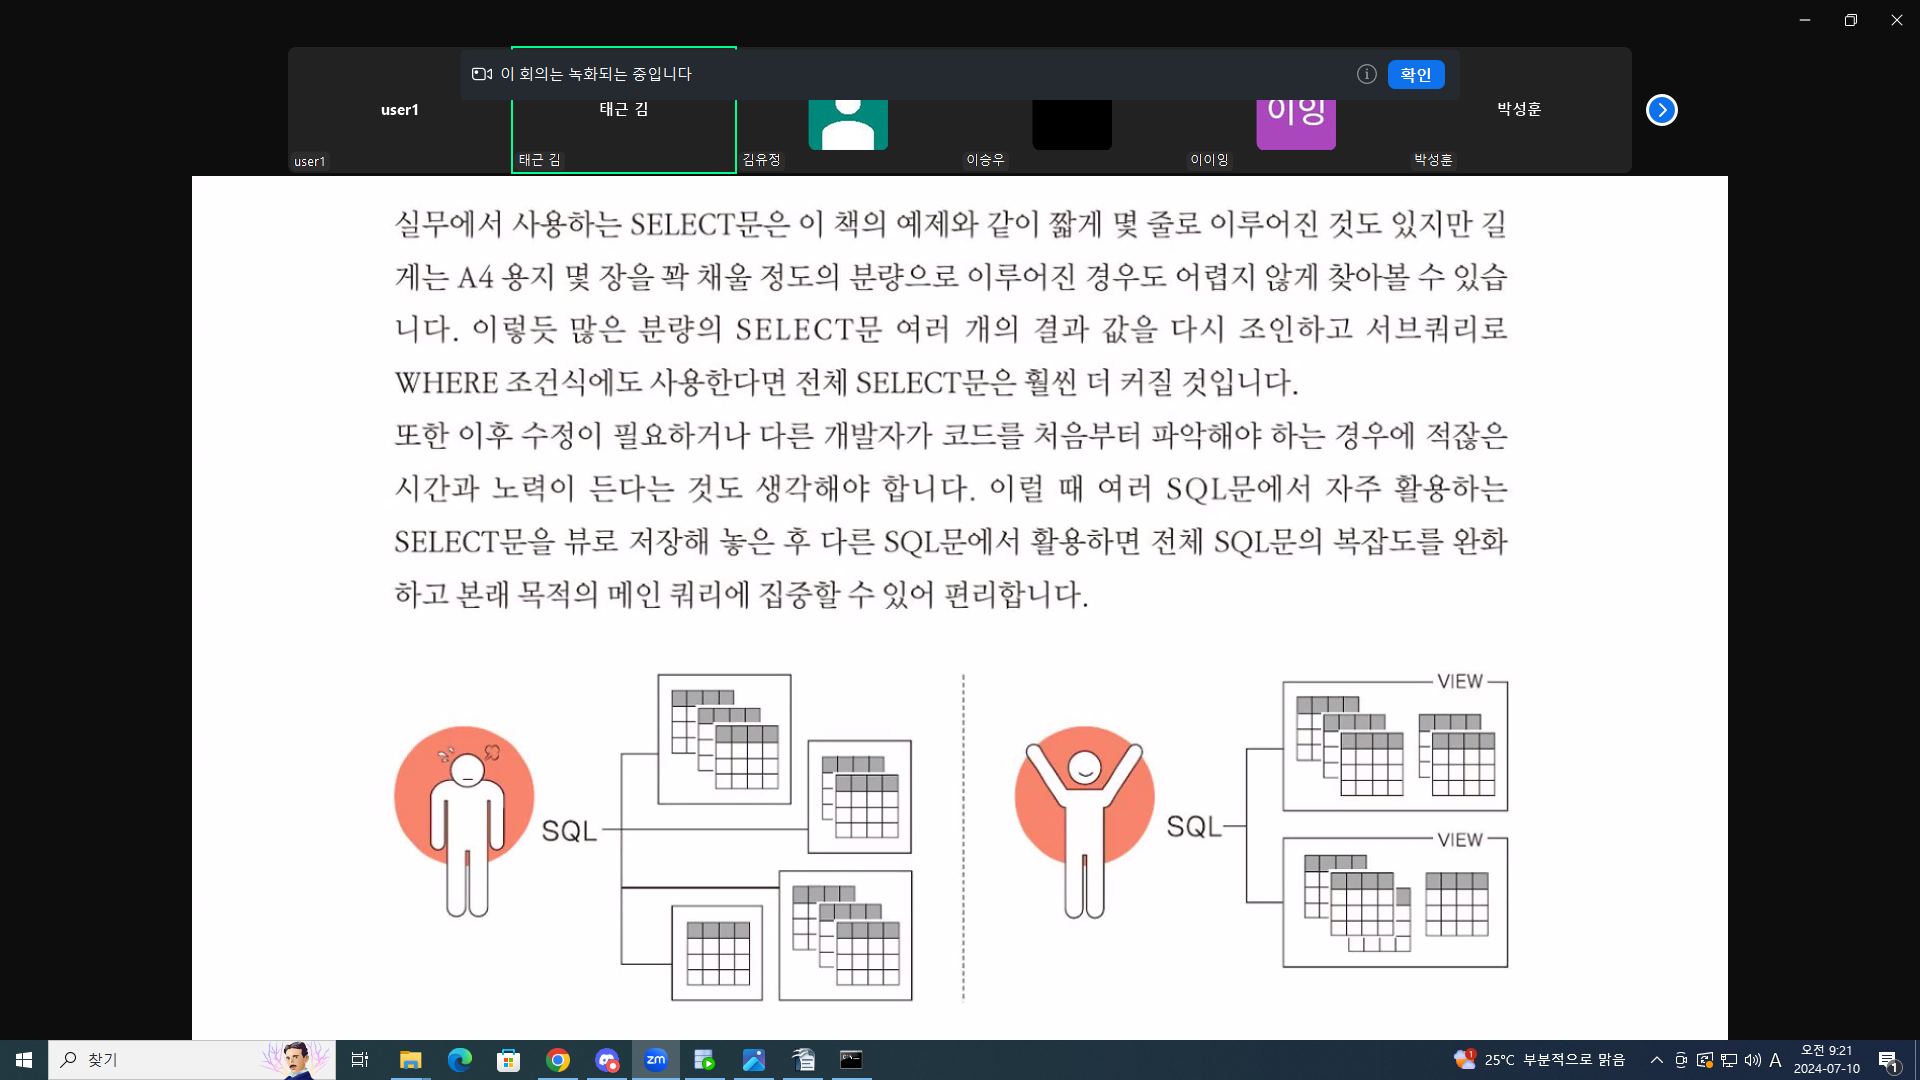 이 회의는 녹화되는 중입니다
확인
user1
태근 김
이잉
박성훈
user1
태근 김
김유정
이승우
이이잉
박성훈
실무에서 사용하는 SELECT문은 이 책의 예제와 같이 짧게 몇 줄로 이루어진 것도 있지만 길
게는 A4 용지 몇 장을 꽉 채울 정도의 분량으로 이루어진 경우도 어렵지 않게 찾아볼 수 있습
니다. 이렇듯 많은 분량의 SELECT문 여러 개의 결과 값을 다시 조인하고 서브쿼리로
WHERE 조건식에도 사용한다면 전체 SELECT문은 훨씬 더 커질 것입니다.
또한 이후 수정이 필요하거나 다른 개발자가 코드를 처음부터 파악해야 하는 경우에 적잖은
시간과 노력이 든다는 것도 생각해야 합니다. 이럴 때 여러 SQL문에서 자주 활용하는
SELECT문을 뷰로 저장해 놓은 후 다른 SQL문에서 활용하면 전체 SQL문의 복잡도를 완화
하고 본래 목적의 메인 쿼리에 집중할 수 있어 편리합니다.
SQL
VIEW
SQL
VIEW
찾기
zm
1
25°C 부분적으로 맑음
A
오전 9:21
2024-07-10
1